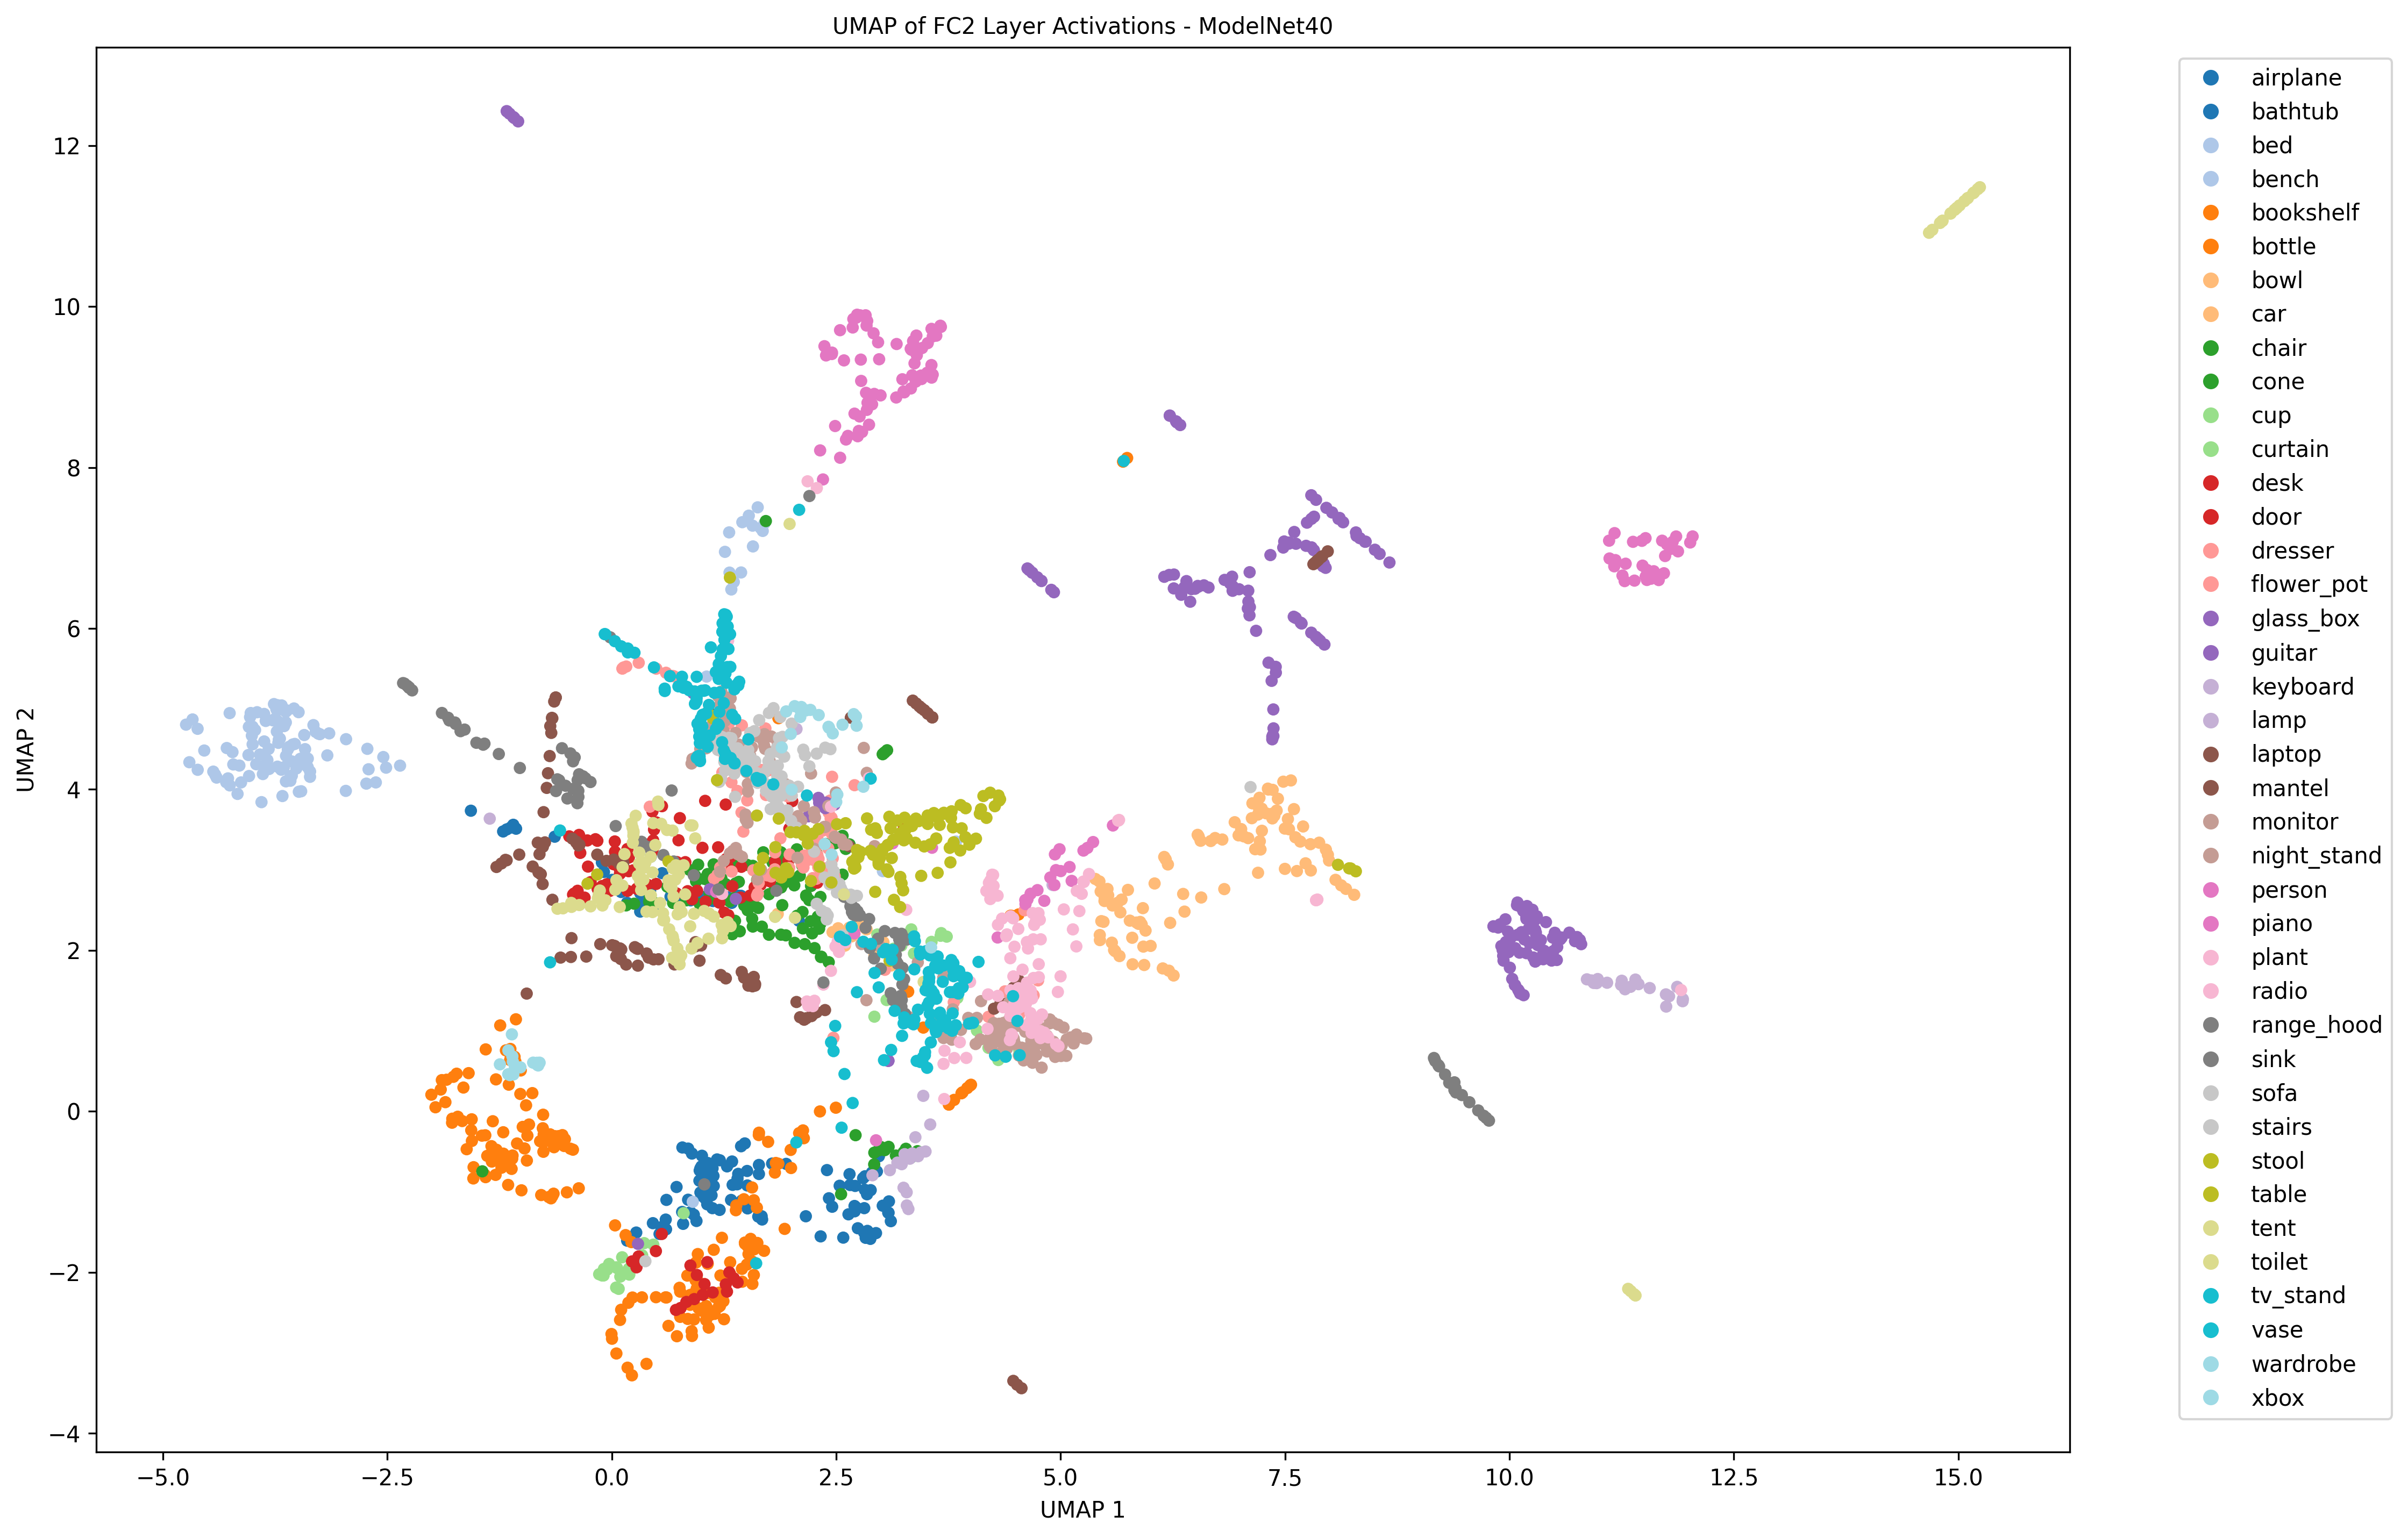 UMAP of FC2 Layer Activations - ModelNet40
12
10
8
6
4
2
0
−2
−4
UMAP 2
−5.0
−2.5
0.0
2.5
5.0
7.5
10.0
12.5
15.0
UMAP 1
airplane
bathtub
bed
bench
bookshelf
bottle
bowl
car
chair
cone
cup
curtain
desk
door
dresser
flower_pot
glass_box
guitar
keyboard
lamp
laptop
mantel
monitor
night_stand
person
piano
plant
radio
range_hood
sink
sofa
stairs
stool
table
tent
toilet
tv_stand
vase
wardrobe
xbox